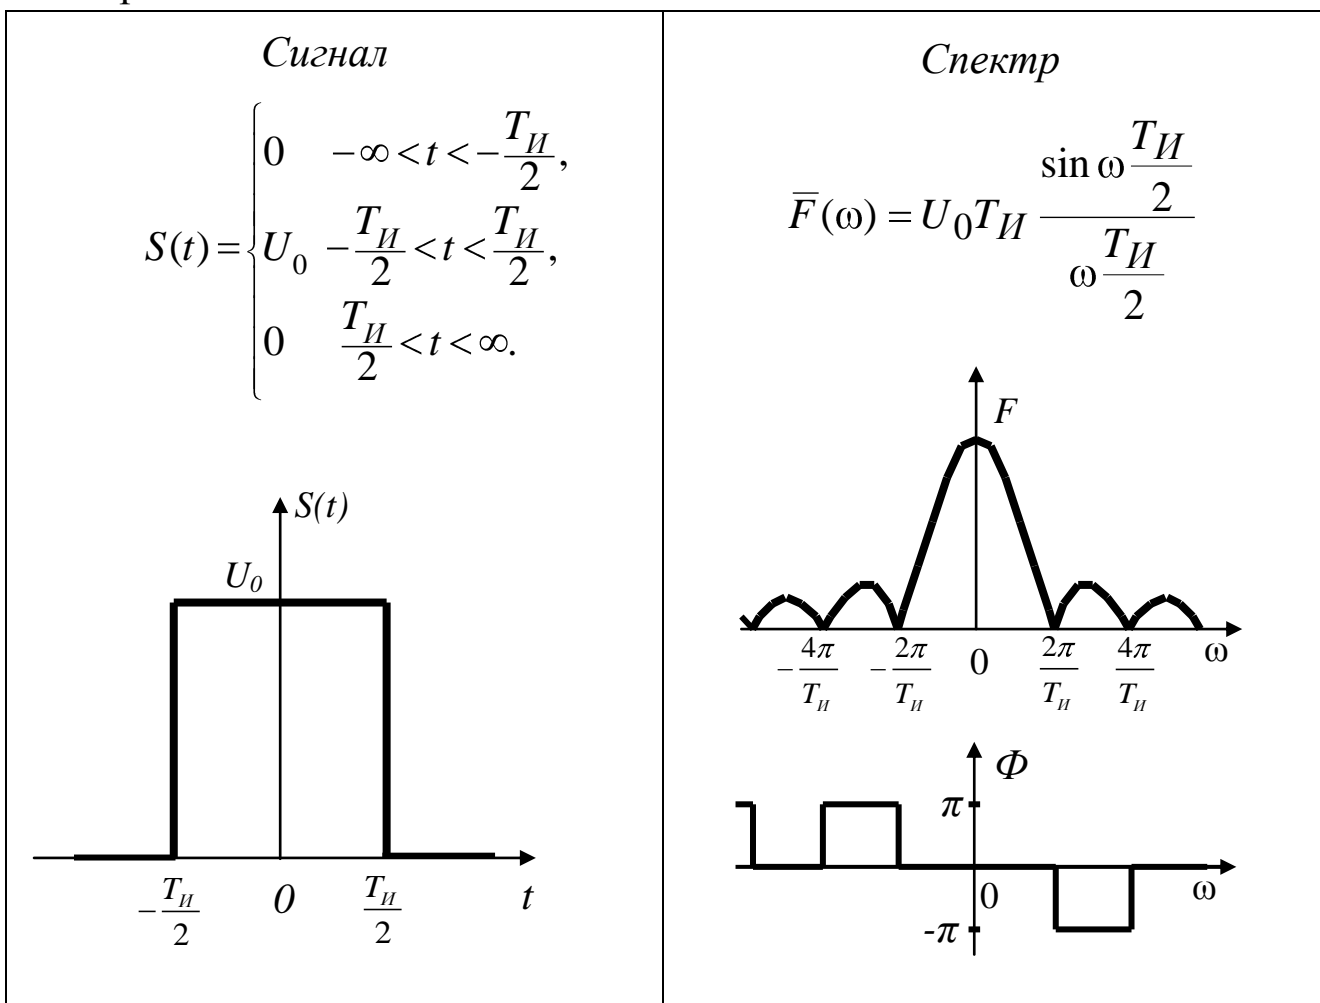 Сигнал
S(t) = { 0 −∞ < t < −T_И/2,
U_0 −T_И/2 < t < T_И/2,
0 T_И/2 < t < ∞.
S(t)
U_0
−T_И/2 0 T_И/2 t
Спектр
F̅(ω) = U_0 T_И (sin ω T_И/2)/(ω T_И/2)
F
−4π/T_И −2π/T_И 0 2π/T_И 4π/T_И ω
Ф
π
0 ω
-π